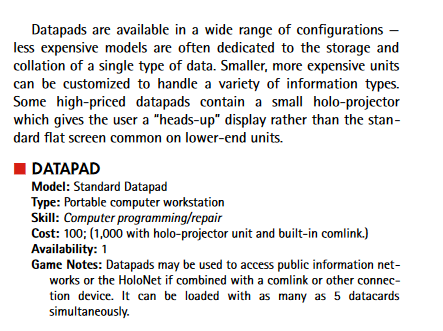 Datapads are available in a wide range of configurations —
less expensive models are often dedicated to the storage and
collation of a single type of data. Smaller, more expensive units
can be customized to handle a variety of information types.
Some high-priced datapads contain a small holo-projector
which gives the user a "heads-up" display rather than the stan-
dard flat screen common on lower-end units.
DATAPAD
Model: Standard Datapad
Type: Portable computer workstation
Skill: Computer programming/repair
Cost: 100; (1,000 with holo-projector unit and built-in comlink.)
Availability: 1
Game Notes: Datapads may be used to access public information net-
works or the HoloNet if combined with a comlink or other connec-
tion device. It can be loaded with as many as 5 datacards
simultaneously.